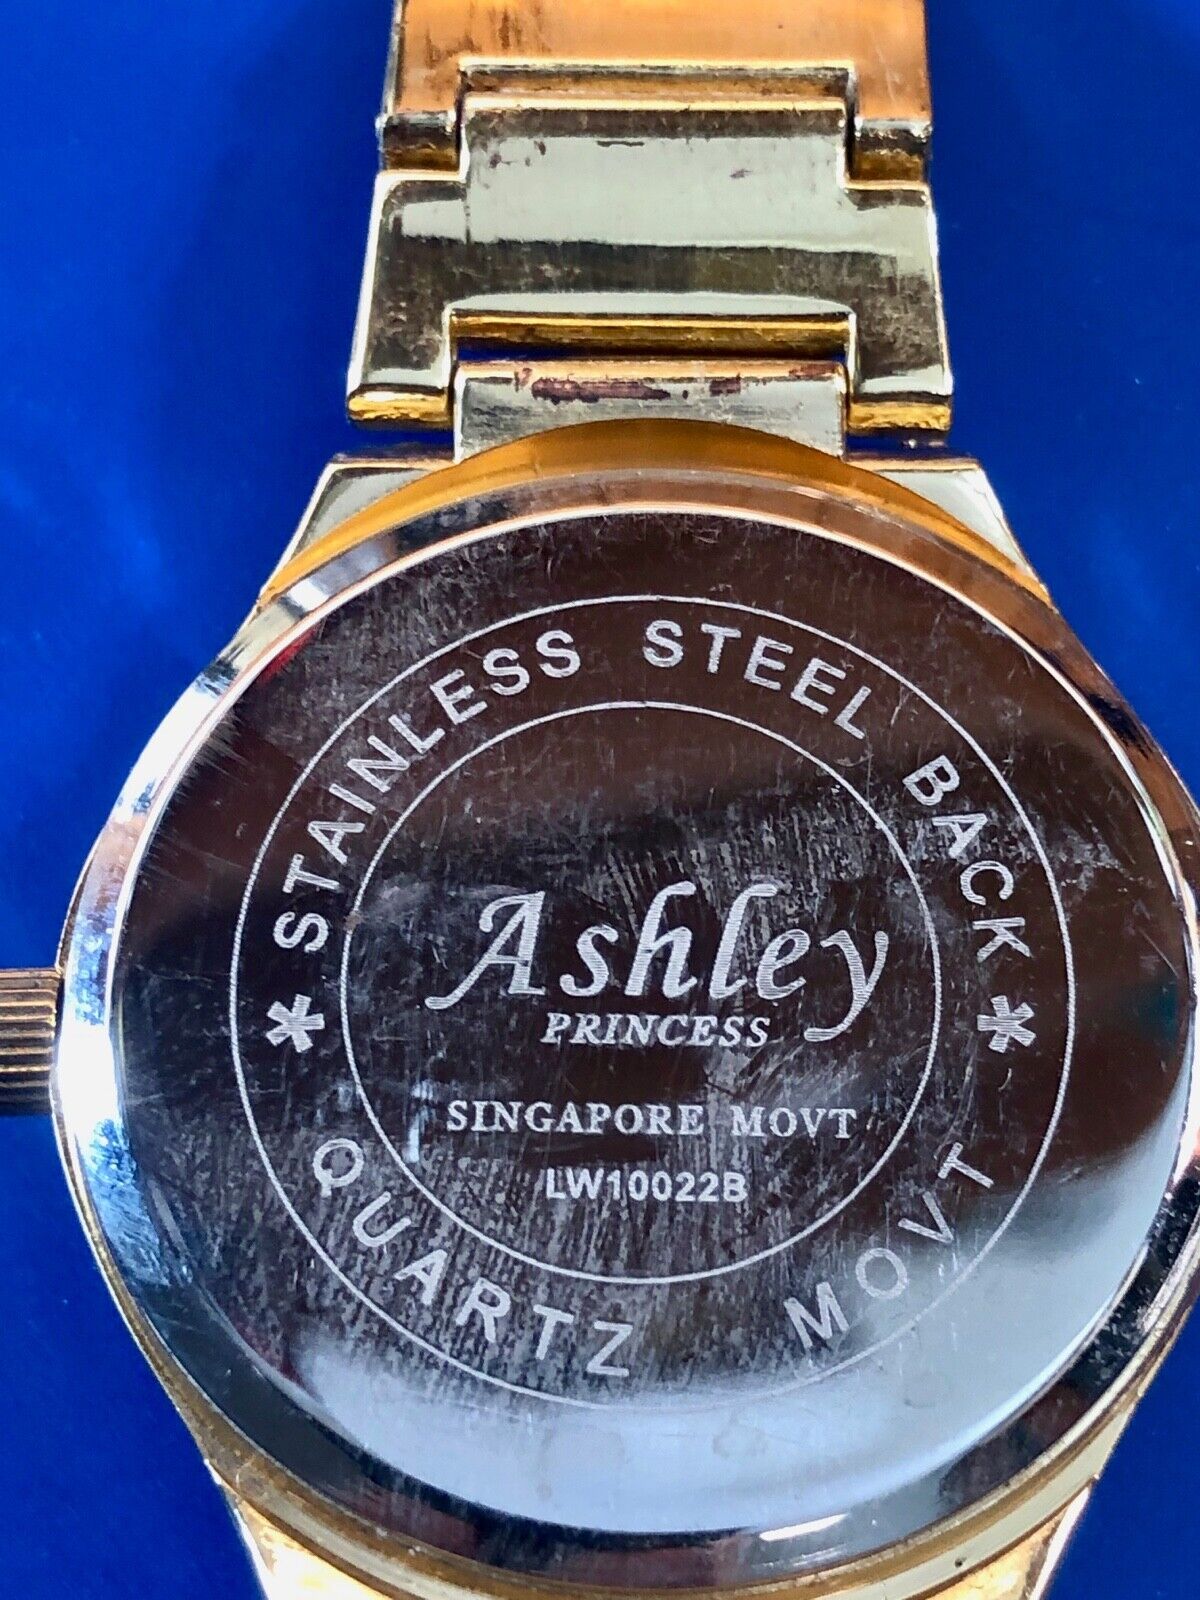 * STAINLESS STEEL BACK *
Ashley
PRINCESS
SINGAPORE MOVT
LW10022B
QUARTZ MOVT